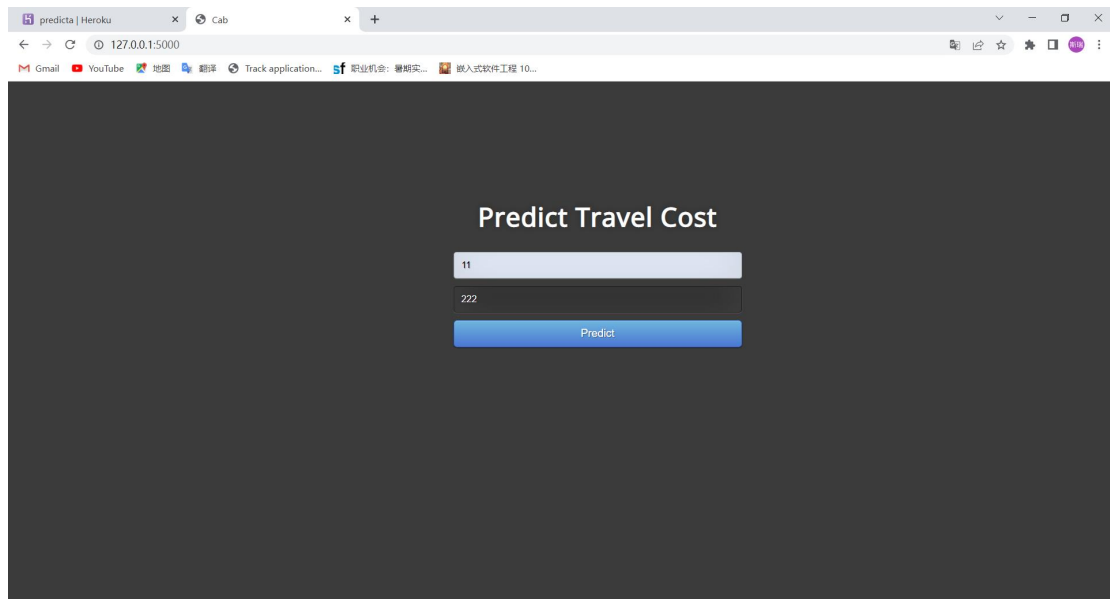 predicta | Heroku
Cab
127.0.0.1:5000
Gmail YouTube 地图 翻译 Track application... 职业机会：暑期实... 嵌入式软件工程 10...
Predict Travel Cost
11
222
Predict